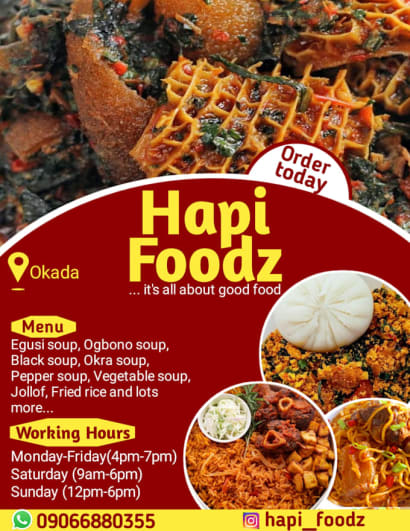 Order
today
Hapi
Foodz
... it's all about good food
Okada
Menu
Egusi soup, Ogbono soup,
Black soup, Okra soup,
Pepper soup, Vegetable soup,
Jollof, Fried rice and lots
more...
Working Hours
Monday-Friday(4pm-7pm)
Saturday (9am-6pm)
Sunday (12pm-6pm)
09066880355
hapi_foodz